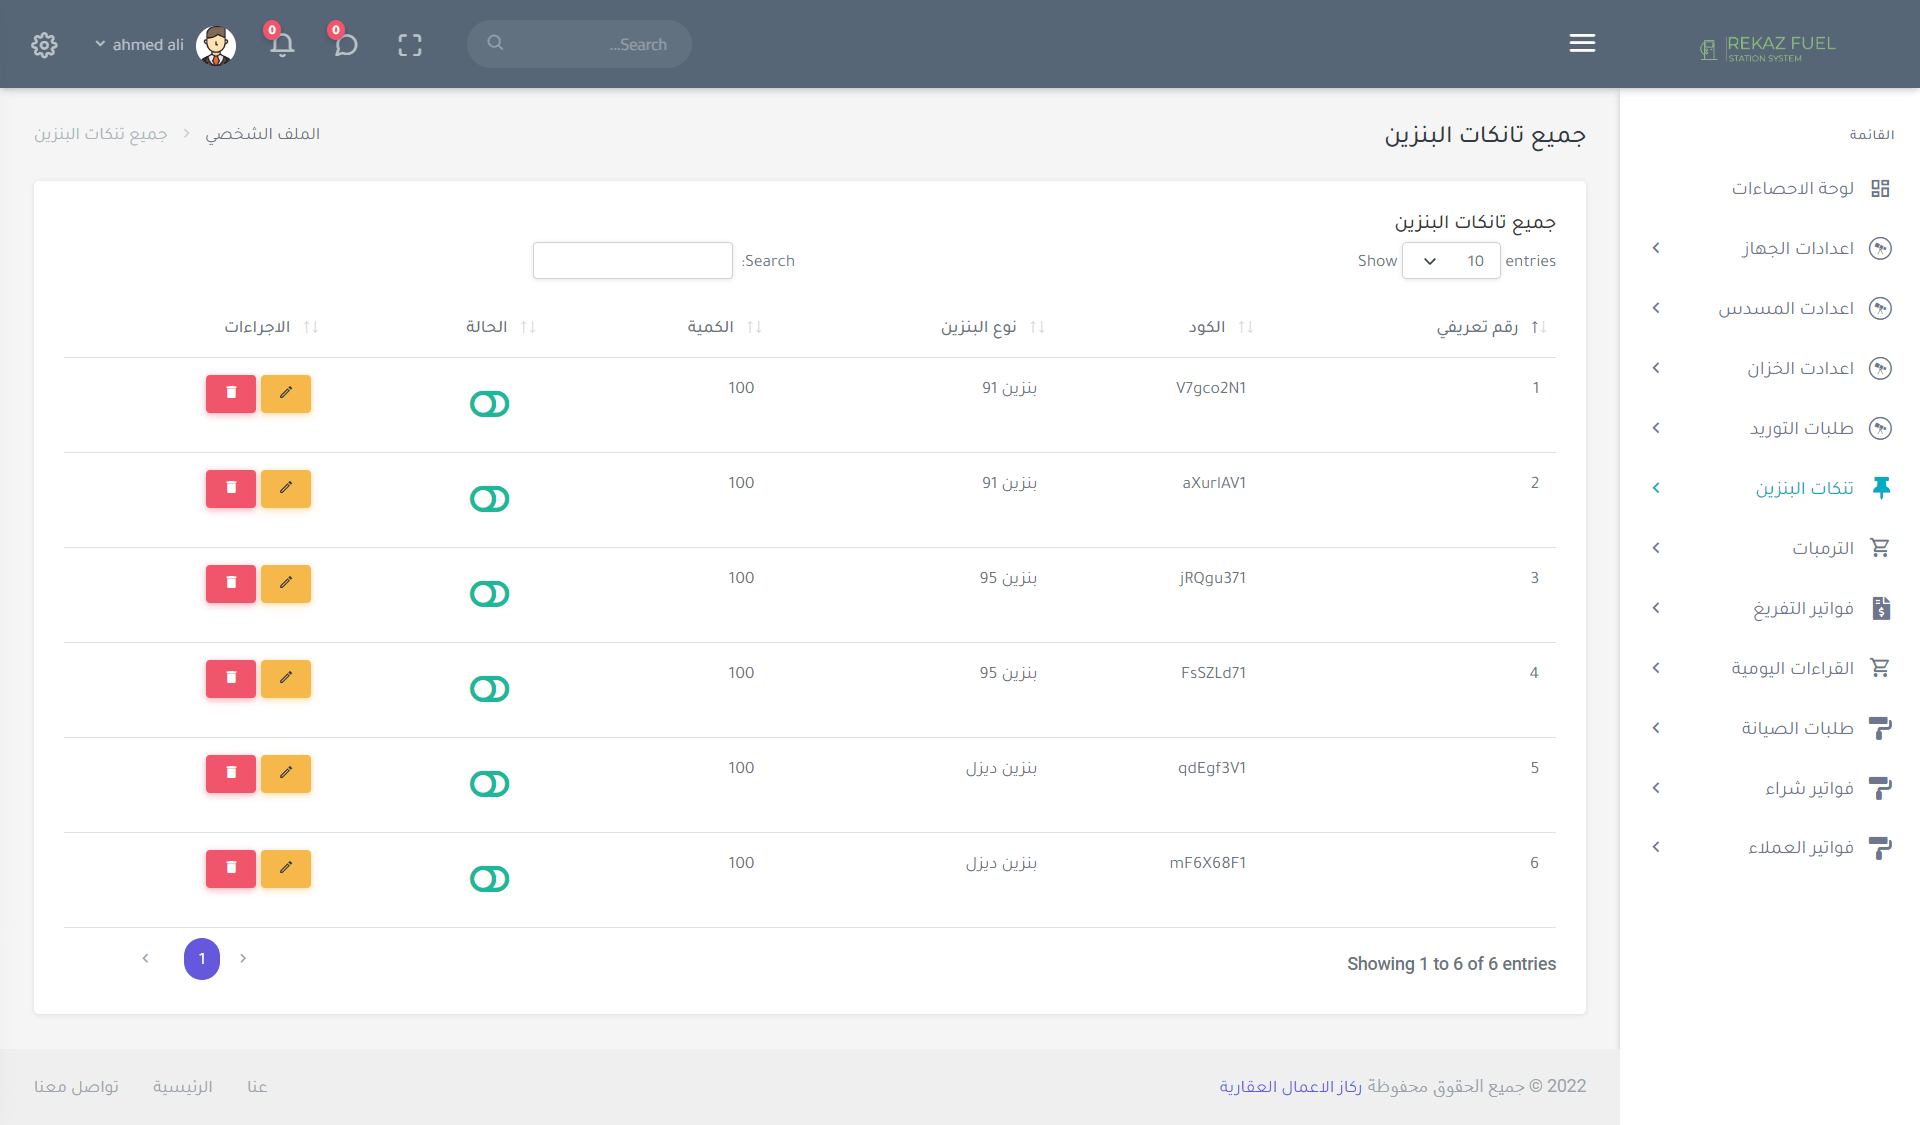 REKAZ FUEL
STATION SYSTEM
Search...
0
0
ahmed ali
القائمة
لوحة الاحصاءات
اعدادات الجهاز
اعدادت المسدس
اعدادت الخزان
طلبات التوريد
تنكات البنزين
الترمبات
فواتير التفريغ
القراءات اليومية
طلبات الصيانة
فواتير شراء
فواتير العملاء
جميع تانكات البنزين
الملف الشخصي
جميع تنكات البنزين
جميع تانكات البنزين
Show 10 entries
Search:
رقم تعريفي الكود نوع البنزين الكمية الحالة الاجراءات
1 V7gco2N1 بنزين 91 100
2 aXurIAV1 بنزين 91 100
3 jRQgu371 بنزين 95 100
4 FsSZLd71 بنزين 95 100
5 qdEgf3V1 بنزين ديزل 100
6 mF6X68F1 بنزين ديزل 100
Showing 1 to 6 of 6 entries
1
2022 © جميع الحقوق محفوظة ركاز الاعمال العقارية
عنا الرئيسية تواصل معنا